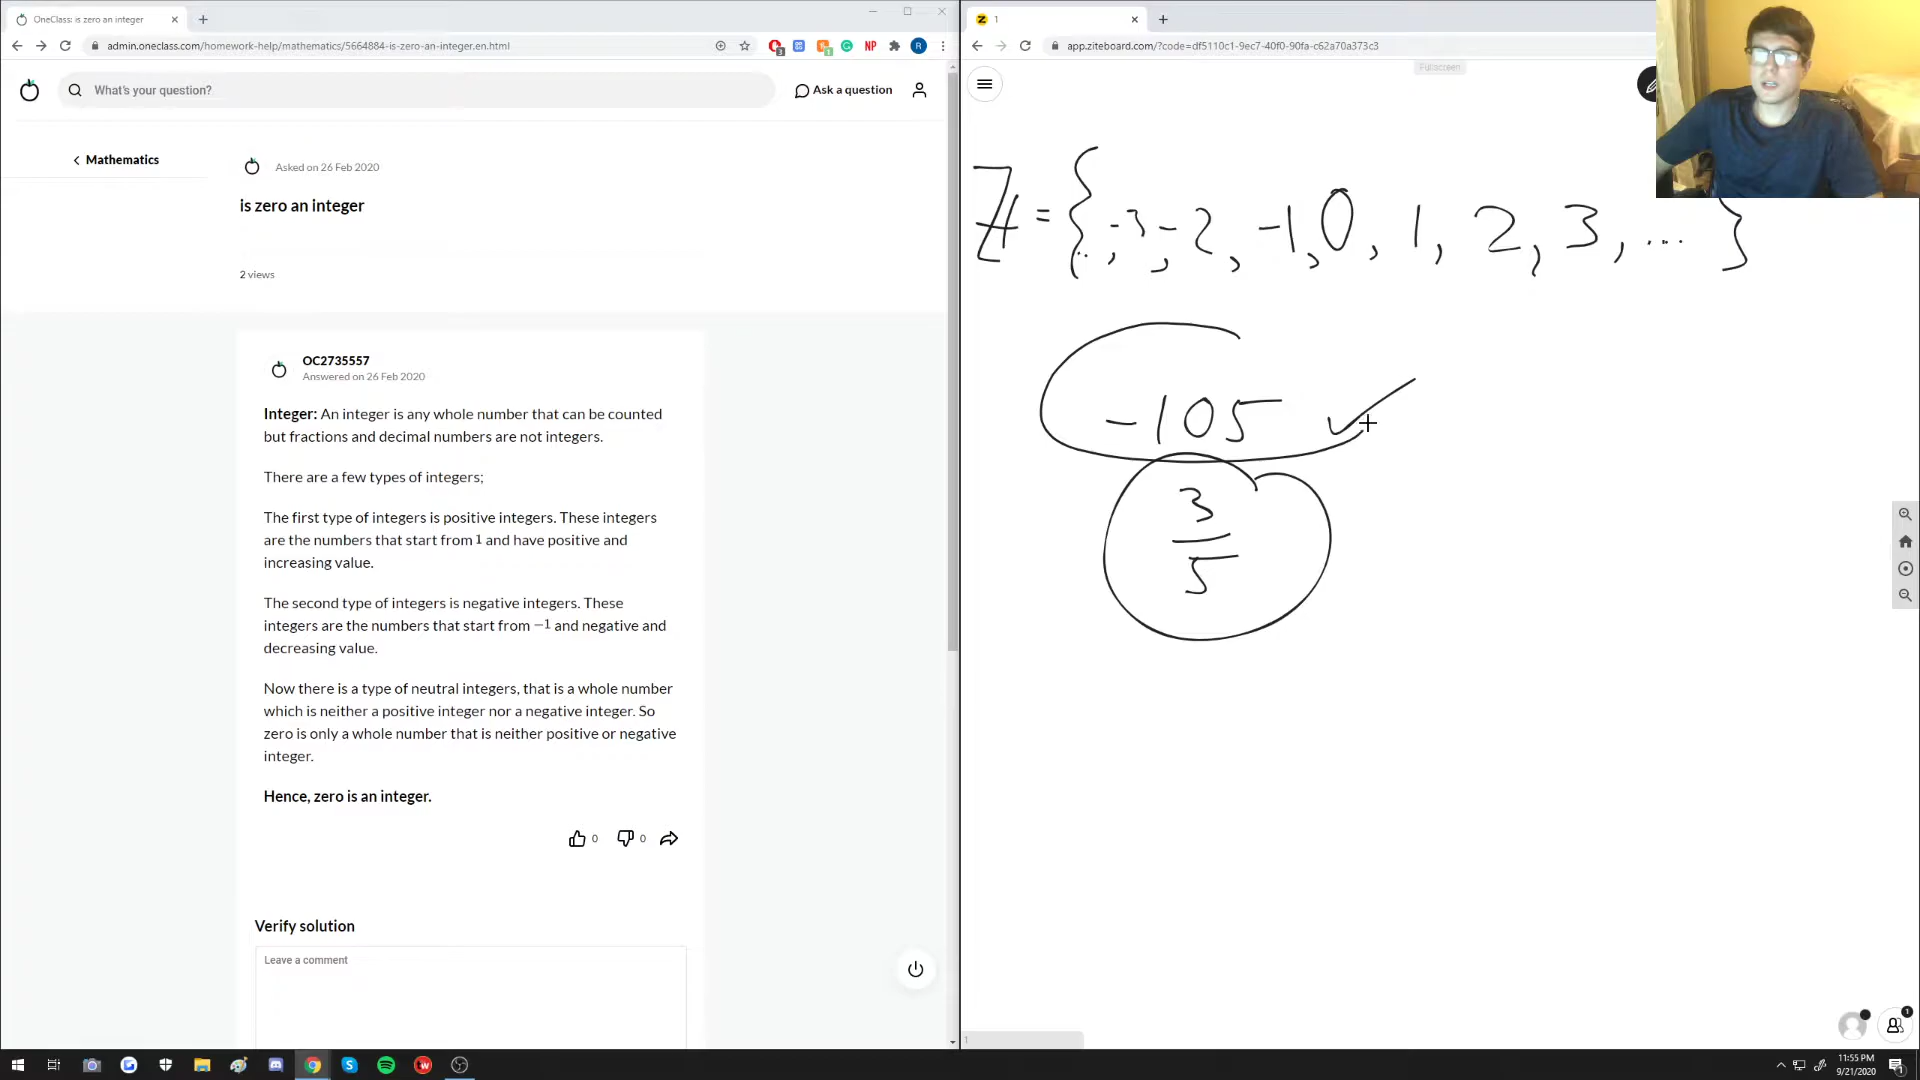 OneClass: is zero an integer
1
admin.oneclass.com/homework-help/mathematics/5664884-is-zero-an-integer.en.html
NP
R
app.ziteboard.com/?code=df5110c1-9ec7-40f0-90fa-c62a70a373c3
Fullscreen
What's your question?
Ask a question
Mathematics
Asked on 26 Feb 2020
is zero an integer
2 views
OC2735557
Answered on 26 Feb 2020
Integer: An integer is any whole number that can be counted
but fractions and decimal numbers are not integers.
There are a few types of integers;
The first type of integers is positive integers. These integers
are the numbers that start from 1 and have positive and
increasing value.
The second type of integers is negative integers. These
integers are the numbers that start from −1 and negative and
decreasing value.
Now there is a type of neutral integers, that is a whole number
which is neither a positive integer nor a negative integer. So
zero is only a whole number that is neither positive or negative
integer.
Hence, zero is an integer.
0 0
Verify solution
Leave a comment
Z = {.., -3, -2, -1, 0, 1, 2, 3, ... }
-105 ✓
3
5
1
1
11:55 PM
9/21/2020